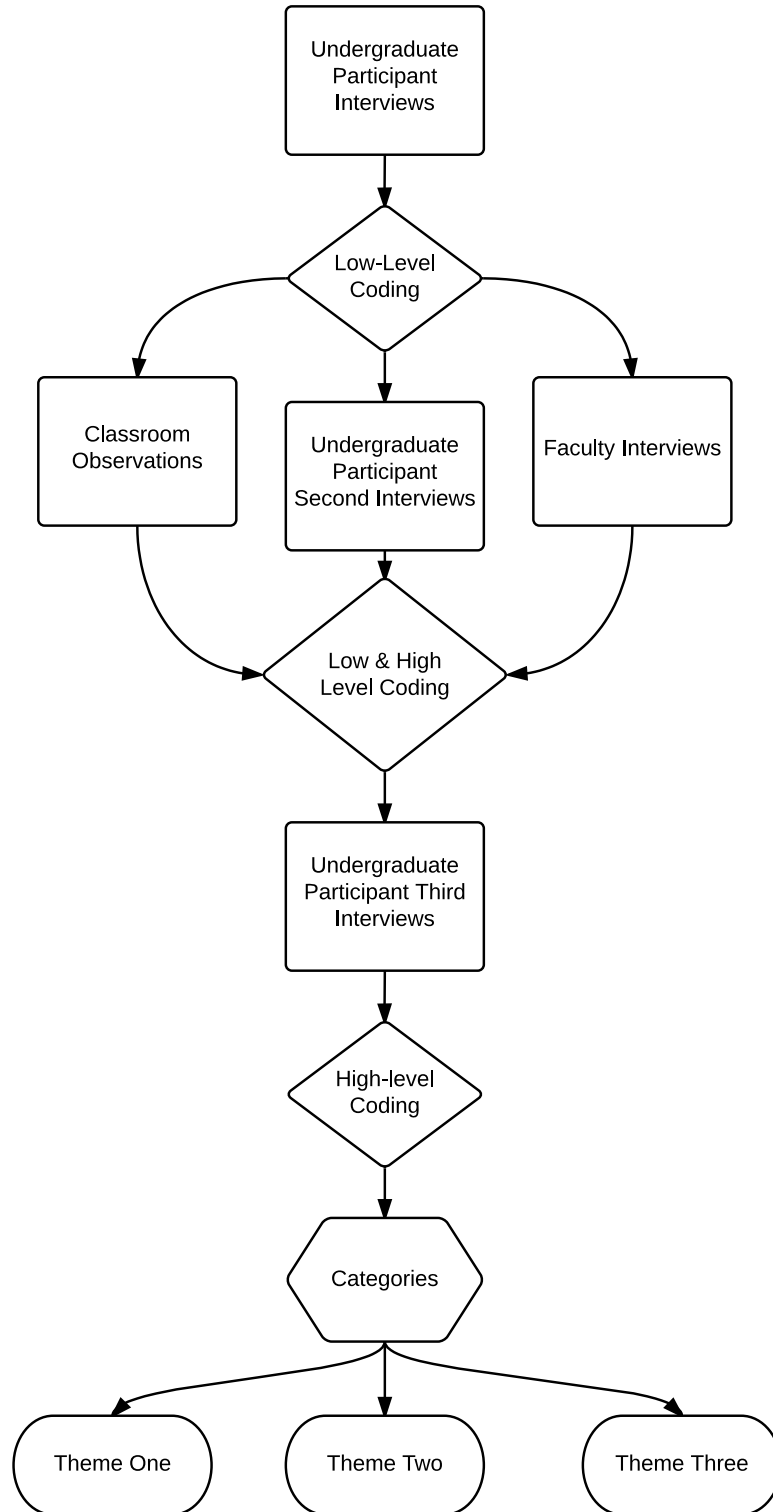 Undergraduate
Participant
Interviews
Low-Level
Coding
Classroom
Observations
Undergraduate
Participant
Second Interviews
Faculty Interviews
Low & High
Level Coding
Undergraduate
Participant Third
Interviews
High-level
Coding
Categories
Theme One
Theme Two
Theme Three